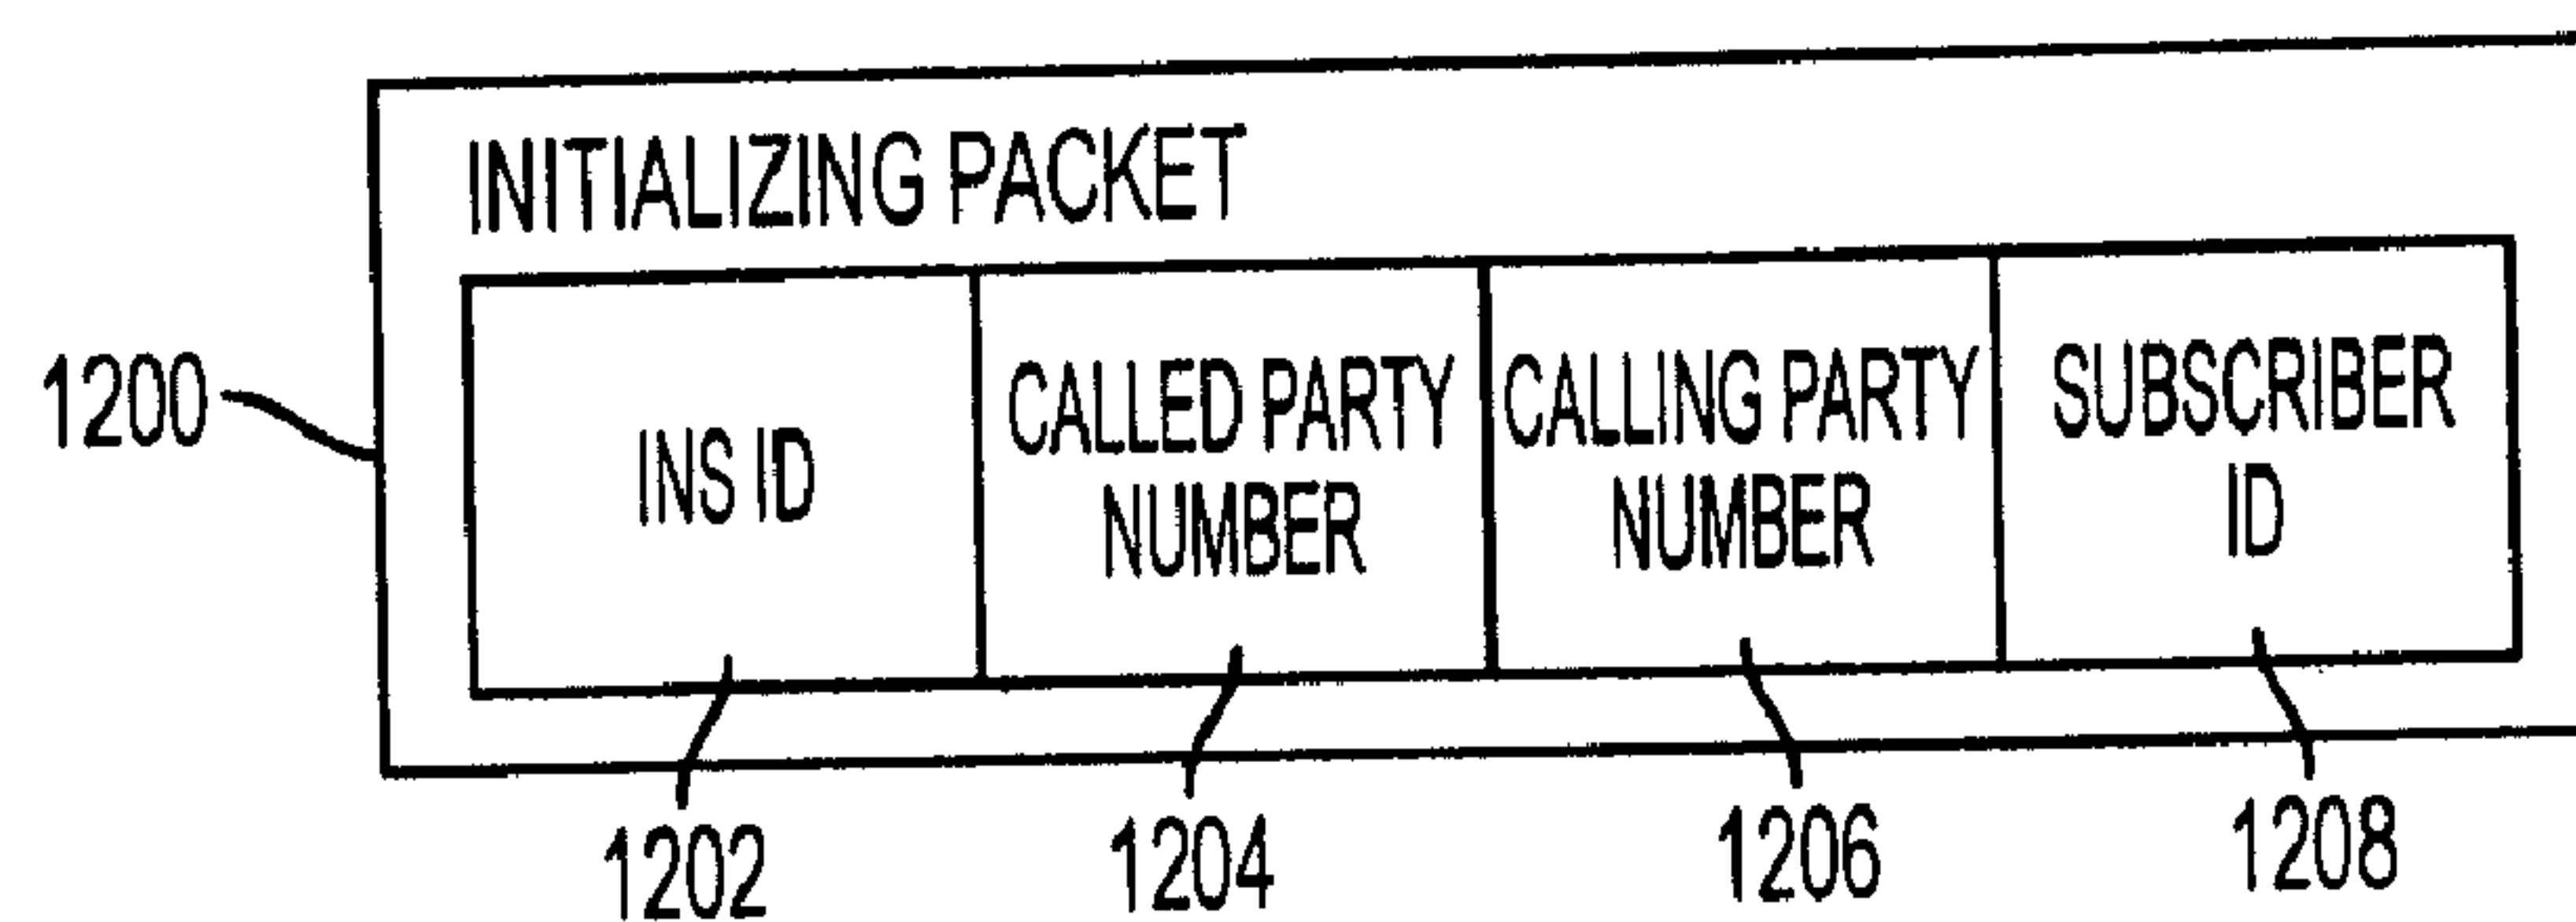 INITIALIZING PACKET
1200
INS ID
CALLED PARTY
NUMBER
CALLING PARTY
NUMBER
SUBSCRIBER
ID
1202
1204
1206
1208